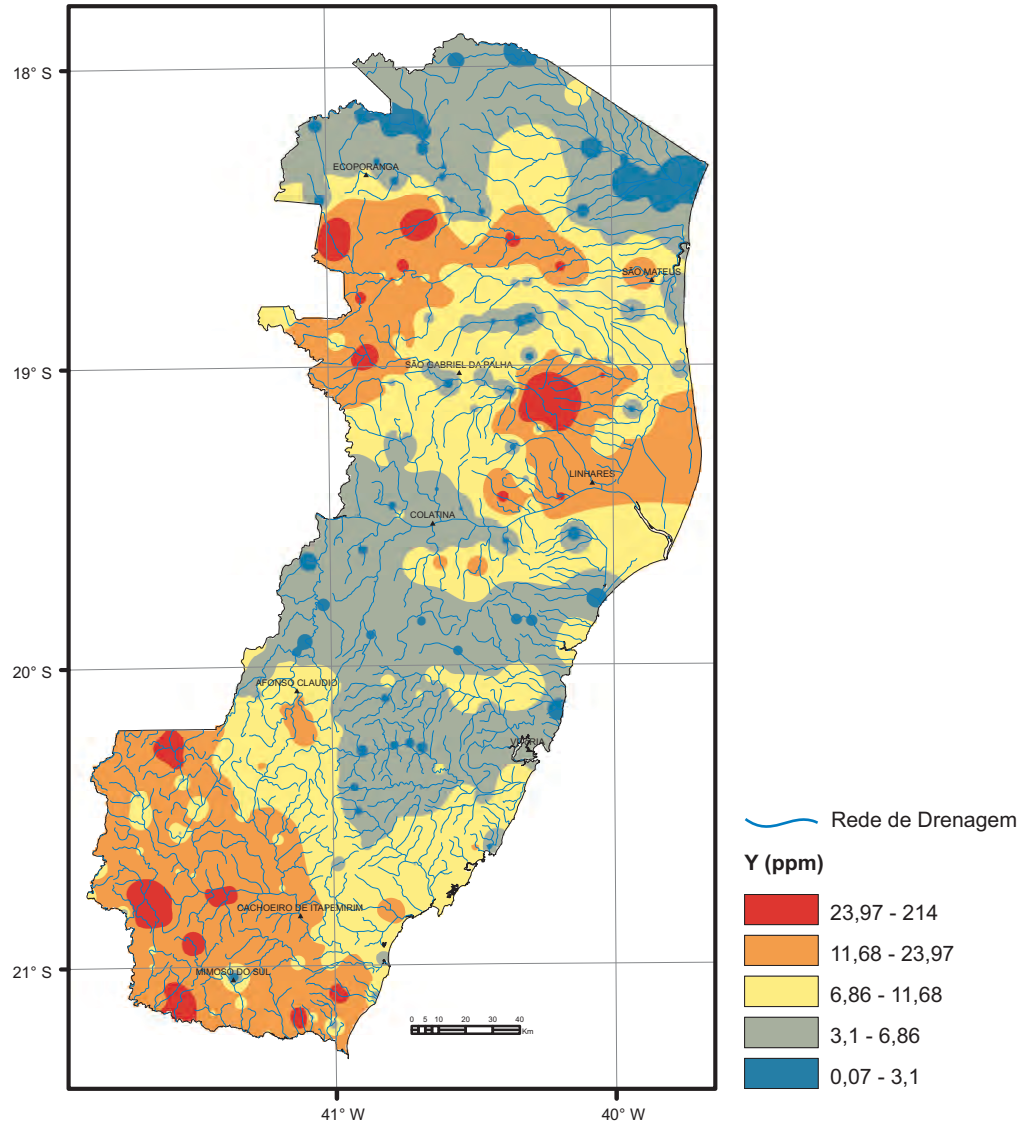 18° S
ECOPORANGA
SÃO MATEUS
19° S
SÃO GABRIEL DA PALHA
LINHARES
COLATINA
20° S
AFONSO CLAUDIO
VITÓRIA
Rede de Drenagem
Y (ppm)
23,97 - 214
CACHOEIRO DE ITAPEMIRIM
11,68 - 23,97
21° S
MIMOSO DO SUL
6,86 - 11,68
0 5 10 20 30 40
Km
3,1 - 6,86
0,07 - 3,1
41° W
40° W